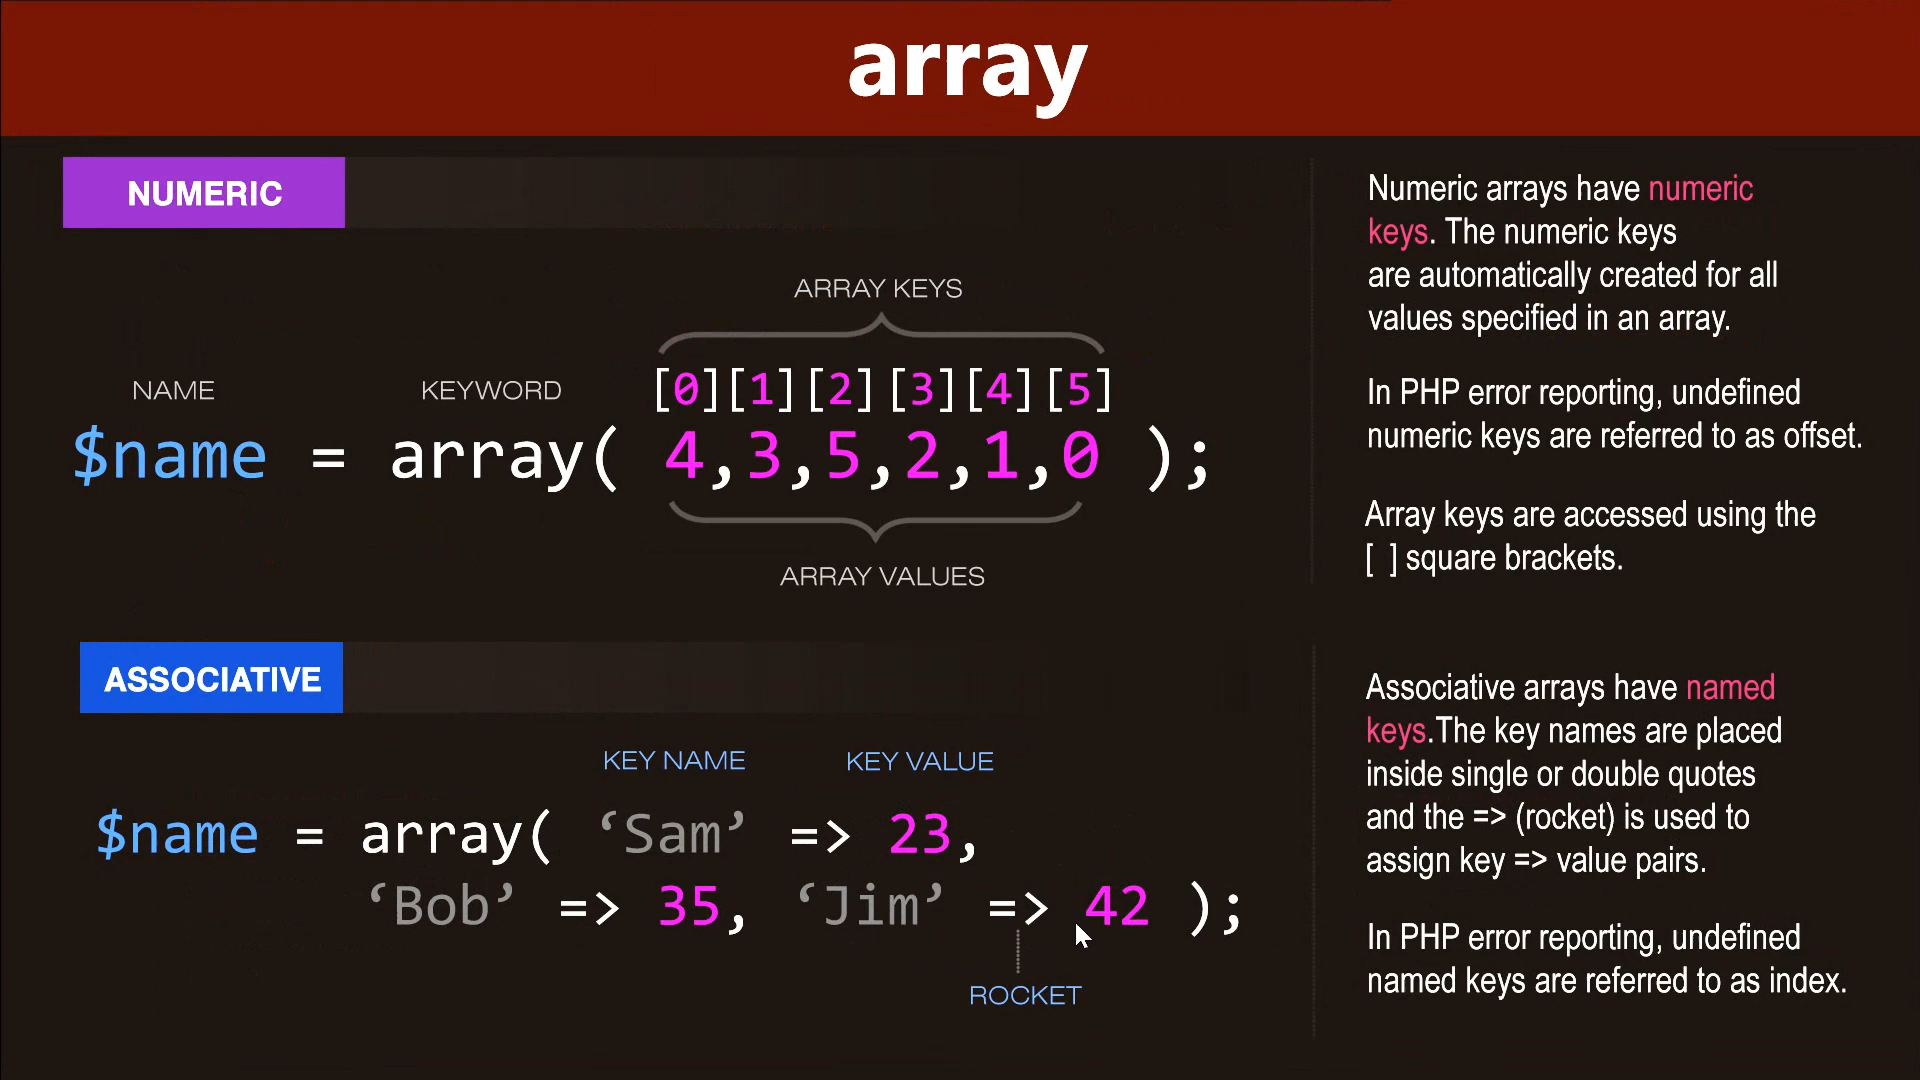 array
NUMERIC
ARRAY KEYS
NAME
KEYWORD
[0][1][2][3][4][5]
$name = array( 4,3,5,2,1,0 );
ARRAY VALUES
Numeric arrays have numeric
keys. The numeric keys
are automatically created for all
values specified in an array.
In PHP error reporting, undefined
numeric keys are referred to as offset.
Array keys are accessed using the
[ ] square brackets.
ASSOCIATIVE
KEY NAME
KEY VALUE
$name = array( ‘Sam’ => 23,
‘Bob’ => 35, ‘Jim’ => 42 );
ROCKET
Associative arrays have named
keys.The key names are placed
inside single or double quotes
and the => (rocket) is used to
assign key => value pairs.
In PHP error reporting, undefined
named keys are referred to as index.